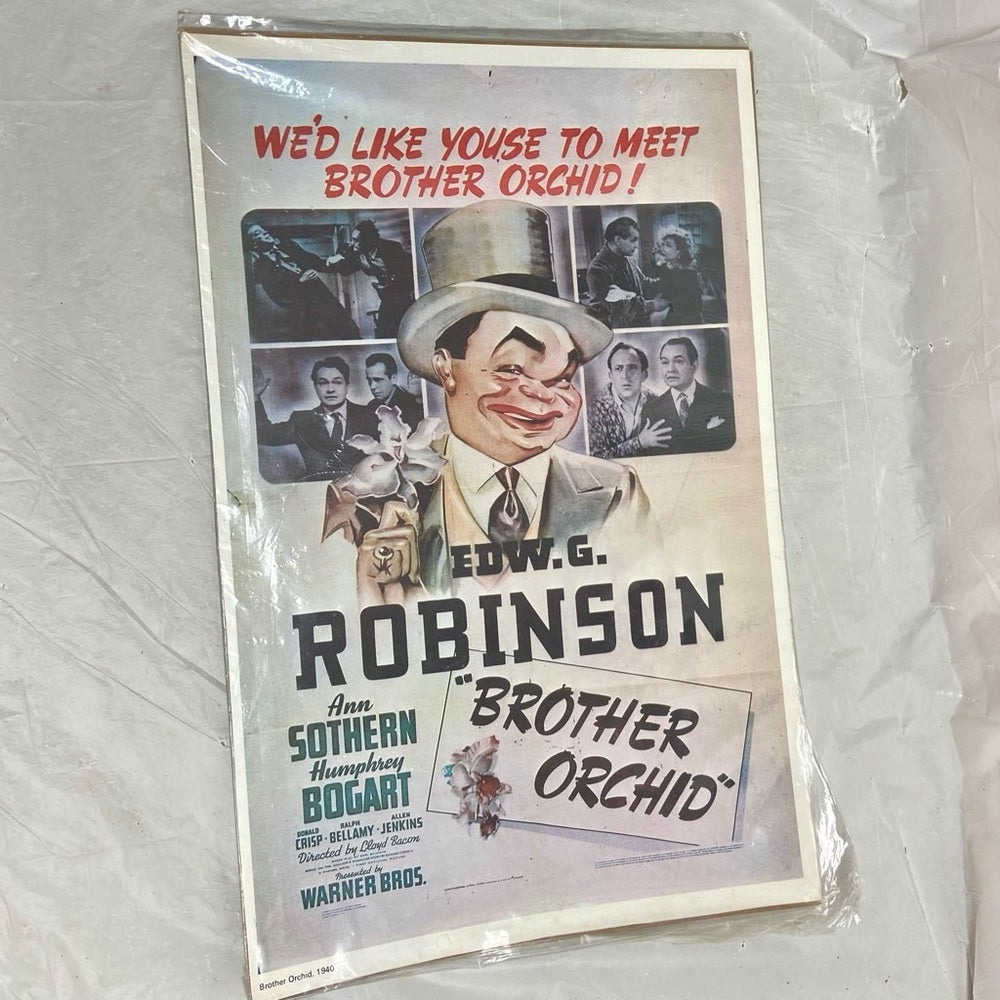 WE'D LIKE YOUSE TO MEET
BROTHER ORCHID!
EDW.G.
ROBINSON
"BROTHER
ORCHID"
Ann
SOTHERN
Humphrey
BOGART
DONALD CRISP · RALPH BELLAMY · ALLEN JENKINS
Directed by Lloyd Bacon
Presented by
WARNER BROS.
Brother Orchid. 1940